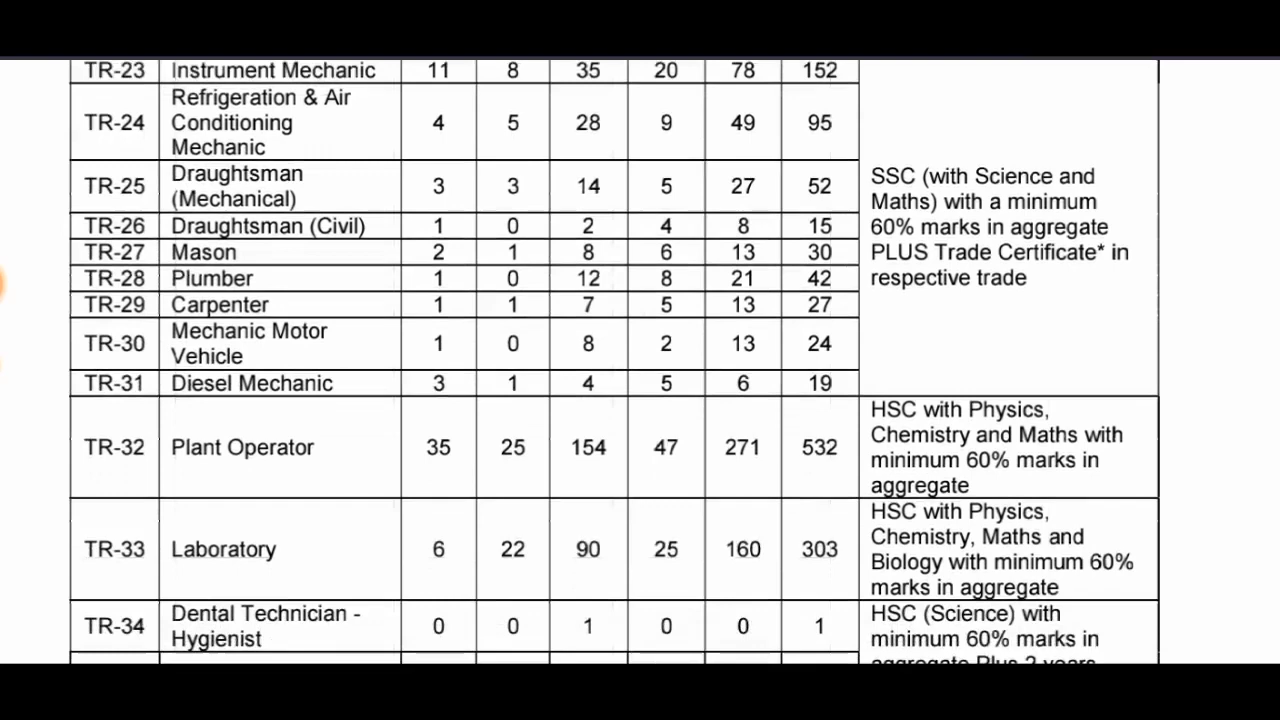 TR-23 Instrument Mechanic 11 8 35 20 78 152
TR-24 Refrigeration & Air Conditioning Mechanic 4 5 28 9 49 95
TR-25 Draughtsman (Mechanical) 3 3 14 5 27 52
TR-26 Draughtsman (Civil) 1 0 2 4 8 15
TR-27 Mason 2 1 8 6 13 30
TR-28 Plumber 1 0 12 8 21 42
TR-29 Carpenter 1 1 7 5 13 27
TR-30 Mechanic Motor Vehicle 1 0 8 2 13 24
TR-31 Diesel Mechanic 3 1 4 5 6 19
SSC (with Science and
Maths) with a minimum
60% marks in aggregate
PLUS Trade Certificate* in
respective trade
TR-32 Plant Operator 35 25 154 47 271 532
HSC with Physics,
Chemistry and Maths with
minimum 60% marks in
aggregate
TR-33 Laboratory 6 22 90 25 160 303
HSC with Physics,
Chemistry, Maths and
Biology with minimum 60%
marks in aggregate
TR-34 Dental Technician - Hygienist 0 0 1 0 0 1
HSC (Science) with
minimum 60% marks in
aggregate Plus 2 years